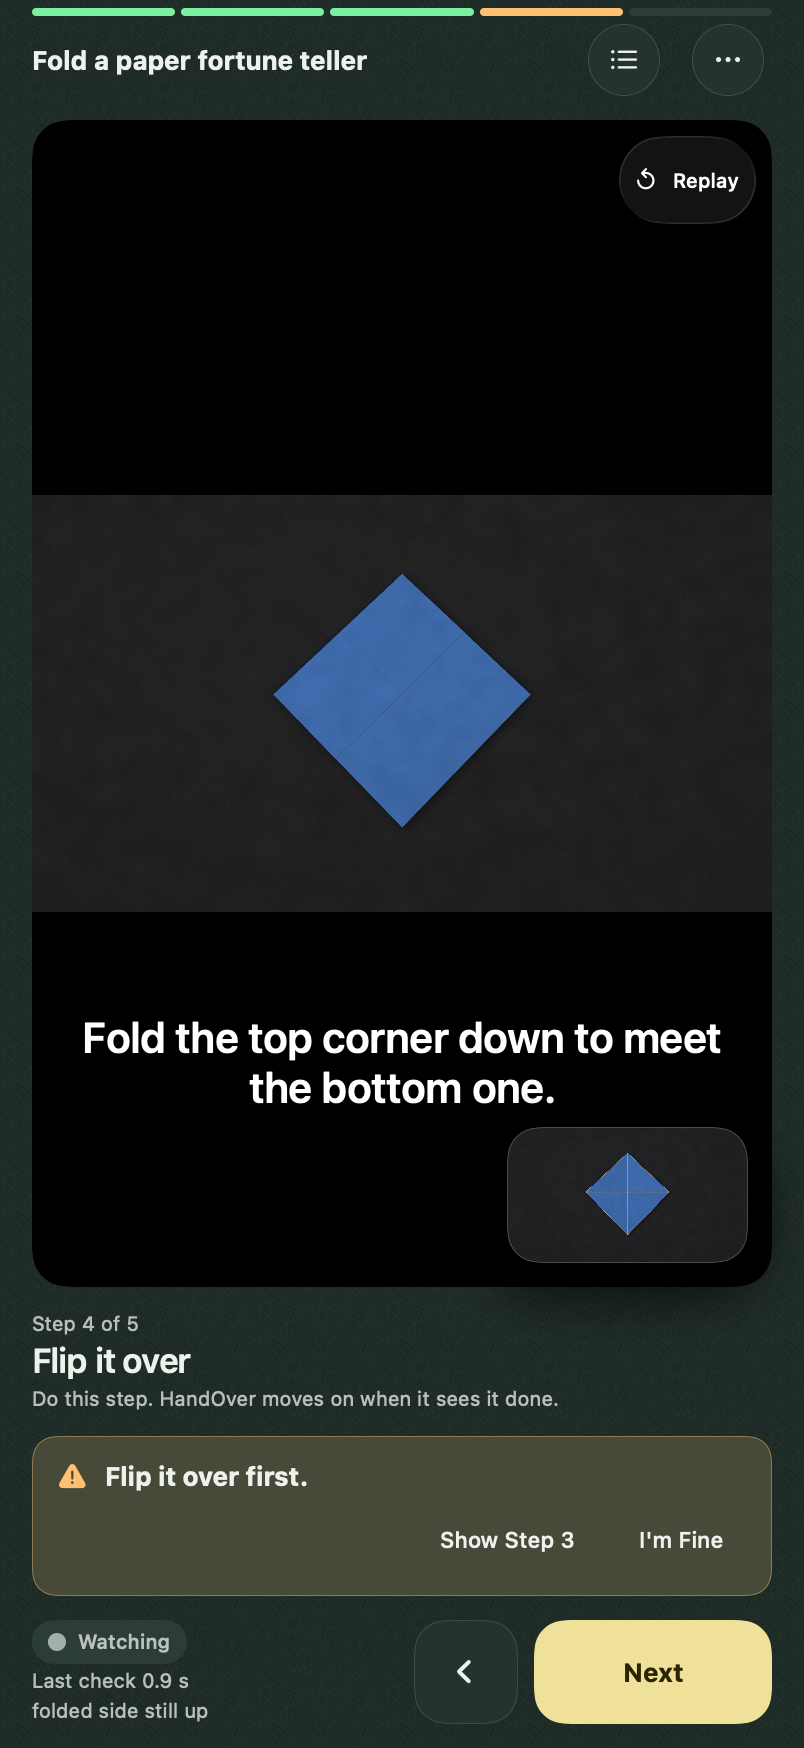 Fold a paper fortune teller
Replay
Fold the top corner down to meet
the bottom one.
Step 4 of 5
Flip it over
Do this step. HandOver moves on when it sees it done.
Flip it over first.
Show Step 3
I'm Fine
Watching
Last check 0.9 s
folded side still up
Next